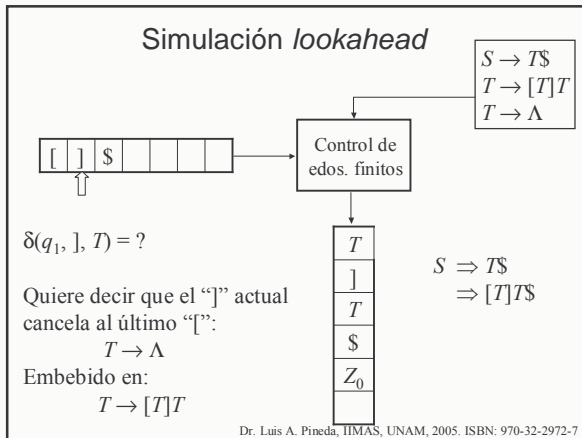 Simulación lookahead
S → T$
T → [T]T
T → Λ
Control de
edos. finitos
[ ] $
δ(q₁, ], T) = ?
T
]
T
$
Z₀
S ⇒ T$
⇒ [T]T$
Quiere decir que el “]” actual
cancela al último “[”:
T → Λ
Embebido en:
T → [T]T
Dr. Luis A. Pineda, IIMAS, UNAM, 2005. ISBN: 970-32-2972-7